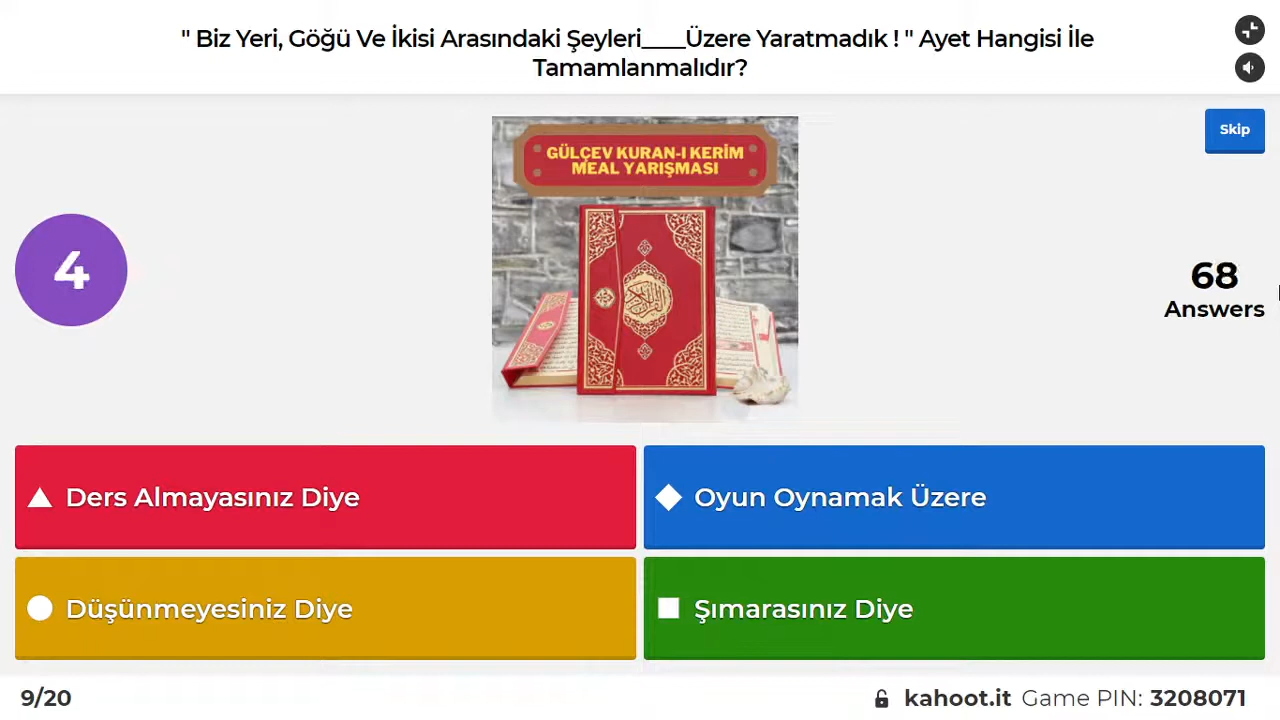 " Biz Yeri, Göğü Ve İkisi Arasındaki Şeyleri____Üzere Yaratmadık ! " Ayet Hangisi İle
Tamamlanmalıdır?
Skip
GÜLÇEV KURAN-I KERİM
MEAL YARIŞMASI
4
68
Answers
Ders Almayasınız Diye
Oyun Oynamak Üzere
Düşünmeyesiniz Diye
Şımarasınız Diye
9/20
kahoot.it Game PIN: 3208071